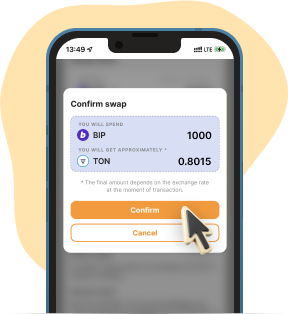 13:49
LTE
Confirm swap
YOU WILL SPEND
BIP 1000
YOU WILL GET APPROXIMATELY *
TON 0.8015
* The final amount depends on the exchange rate
at the moment of transaction.
Confirm
Cancel